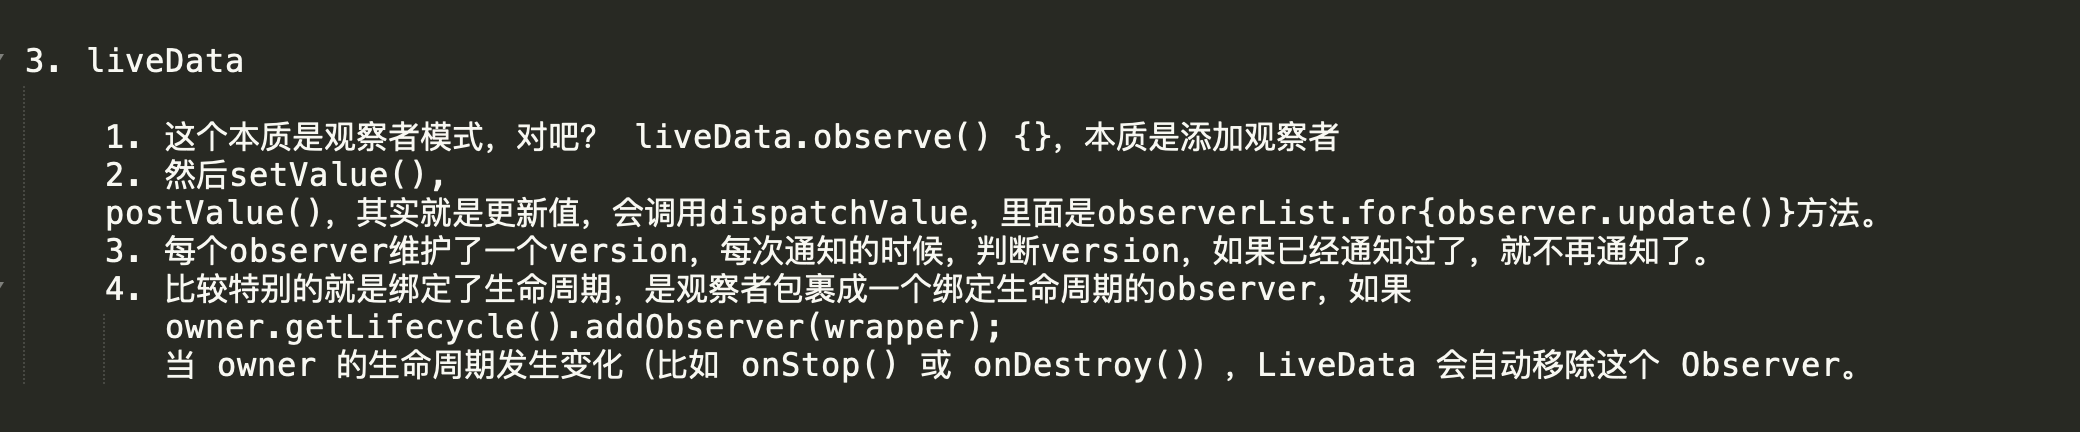 3. liveData
1. 这个本质是观察者模式，对吧？ liveData.observe() {}，本质是添加观察者
2. 然后setValue(),
postValue()，其实就是更新值，会调用dispatchValue，里面是observerList.for{observer.update()}方法。
3. 每个observer维护了一个version，每次通知的时候，判断version，如果已经通知过了，就不再通知了。
4. 比较特别的就是绑定了生命周期，是观察者包裹成一个绑定生命周期的observer，如果
owner.getLifecycle().addObserver(wrapper);
当 owner 的生命周期发生变化（比如 onStop() 或 onDestroy()），LiveData 会自动移除这个 Observer。